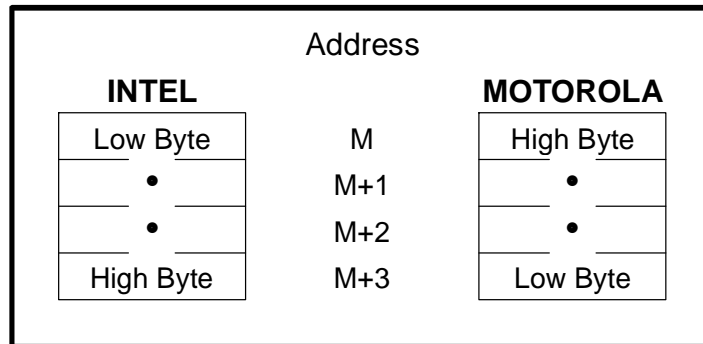 Address
INTEL MOTOROLA
Low Byte M High Byte
• M+1 •
• M+2 •
High Byte M+3 Low Byte